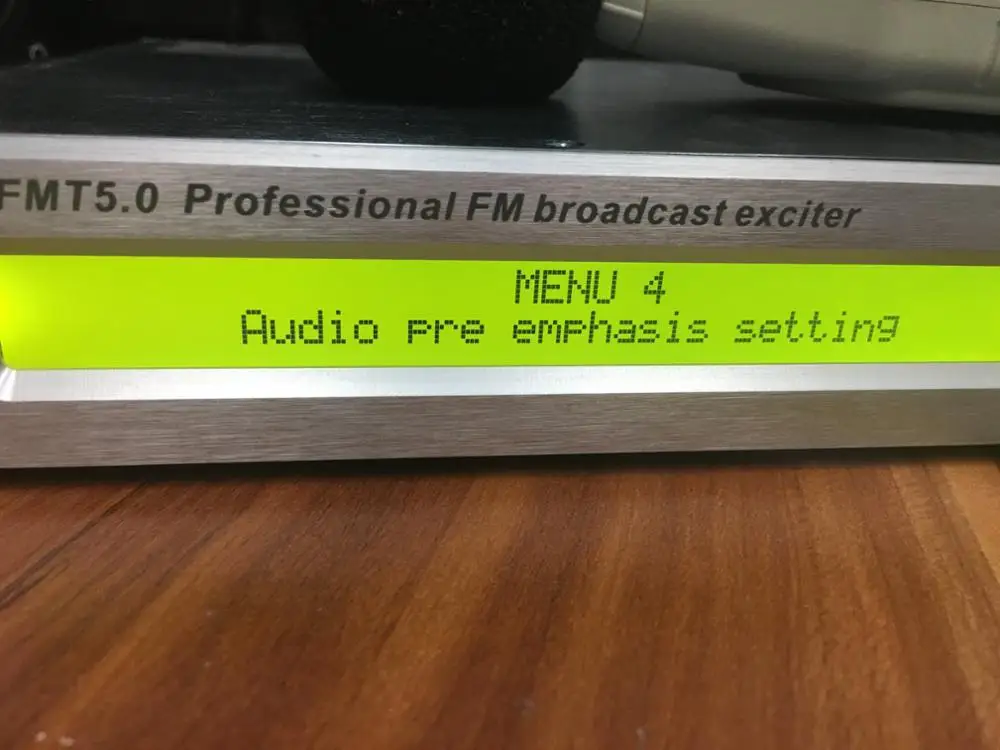 FMT5.0 Professional FM broadcast exciter
MENU 4
Audio pre emphasis setting